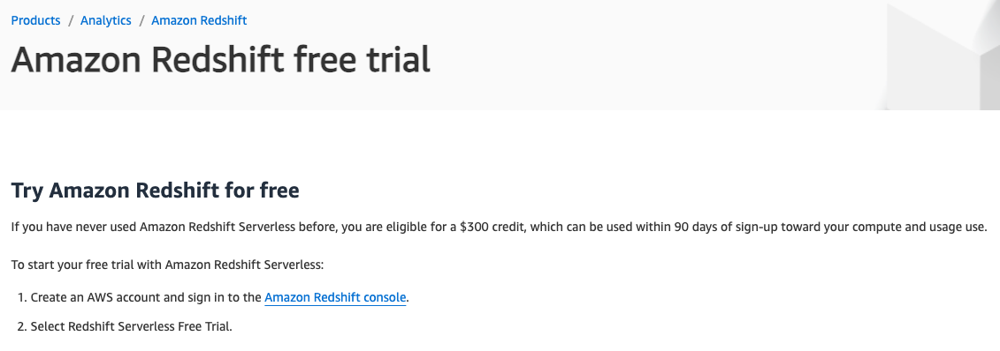 Products / Analytics / Amazon Redshift
Amazon Redshift free trial
Try Amazon Redshift for free
If you have never used Amazon Redshift Serverless before, you are eligible for a $300 credit, which can be used within 90 days of sign-up toward your compute and usage use.
To start your free trial with Amazon Redshift Serverless:
1. Create an AWS account and sign in to the Amazon Redshift console.
2. Select Redshift Serverless Free Trial.